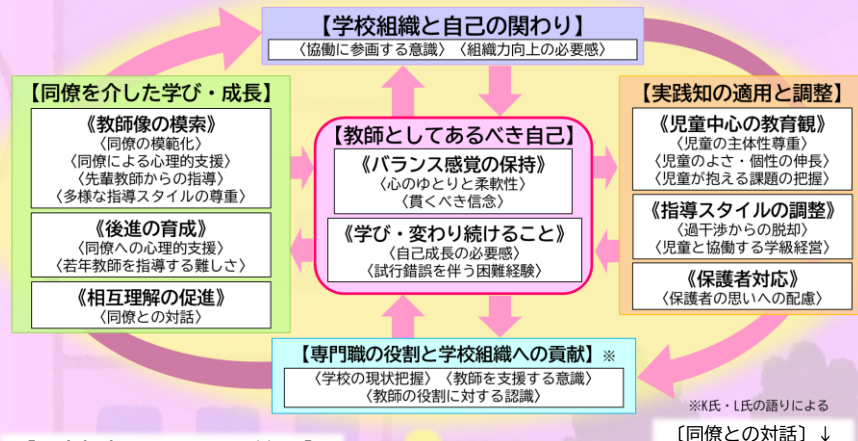 【学校組織と自己の関わり】
〈協働に参画する意識〉〈組織力向上の必要感〉
【同僚を介した学び・成長】
《教師像の模索》
〈同僚の模範化〉
〈同僚による心理的支援〉
〈先輩教師からの指導〉
〈多様な指導スタイルの尊重〉
《後進の育成》
〈同僚への心理的支援〉
〈若年教師を指導する難しさ〉
《相互理解の促進》
〈同僚との対話〉
【教師としてあるべき自己】
《バランス感覚の保持》
〈心のゆとりと柔軟性〉
〈貫くべき信念〉
《学び・変わり続けること》
〈自己成長の必要感〉
〈試行錯誤を伴う困難経験〉
【実践知の適用と調整】
《児童中心の教育観》
〈児童の主体性尊重〉
〈児童のよさ・個性の伸長〉
〈児童が抱える課題の把握〉
《指導スタイルの調整》
〈過干渉からの脱却〉
〈児童と協働する学級経営〉
《保護者対応》
〈保護者の思いへの配慮〉
【専門職の役割と学校組織への貢献】※
〈学校の現状把握〉〈教師を支援する意識〉
〈教師の役割に対する認識〉
※K氏・L氏の語りによる
〔同僚との対話〕↓